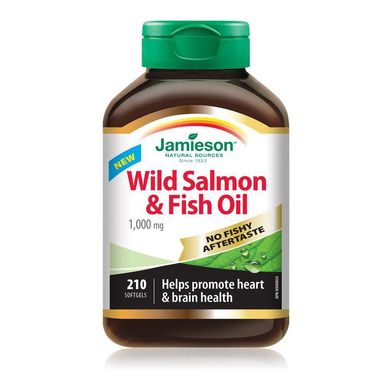 Jamieson
NATURAL SOURCES
Since 1922
NEW
Wild Salmon
& Fish Oil
1,000 mg
NO FISHY
AFTERTASTE
210
SOFTGELS
Helps promote heart
& brain health